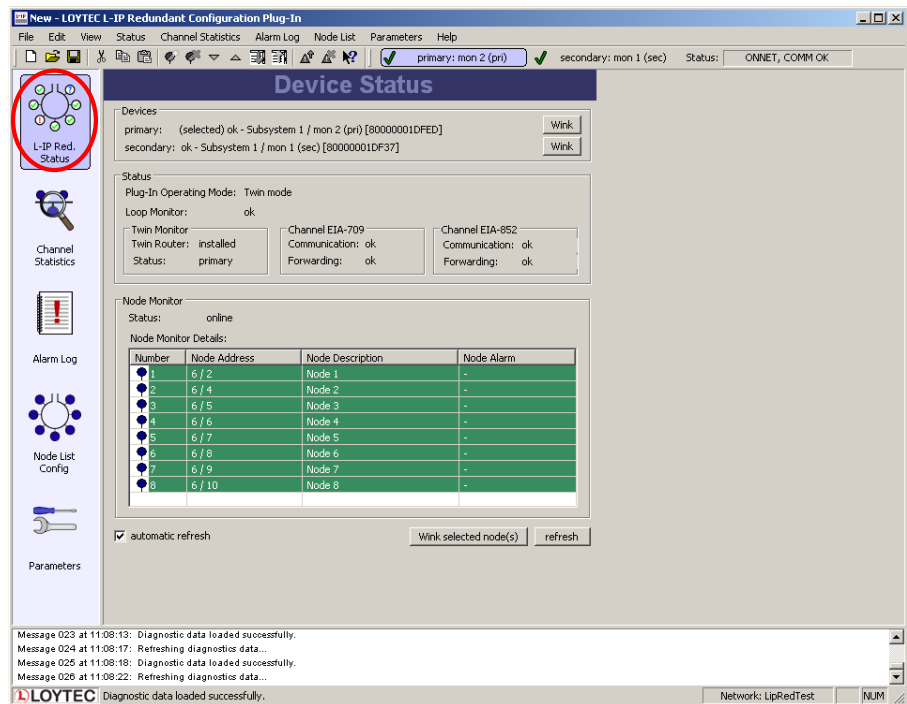 New - LOYTEC L-IP Redundant Configuration Plug-In
File Edit View Status Channel Statistics Alarm Log Node List Parameters Help
primary: mon 2 (pri) secondary: mon 1 (sec) Status: ONNET, COMM OK
L-IP Red.
Status
Channel
Statistics
Alarm Log
Node List
Config
Parameters
Device Status
Devices
primary: (selected) ok - Subsystem 1 / mon 2 (pri) [80000001DFED] Wink
secondary: ok - Subsystem 1 / mon 1 (sec) [80000001DF37] Wink
Status
Plug-In Operating Mode: Twin mode
Loop Monitor: ok
Twin Monitor
Twin Router: installed
Status: primary
Channel EIA-709
Communication: ok
Forwarding: ok
Channel EIA-852
Communication: ok
Forwarding: ok
Node Monitor
Status: online
Node Monitor Details:
Number Node Address Node Description Node Alarm
1 6 / 2 Node 1 -
2 6 / 4 Node 2 -
3 6 / 5 Node 3 -
4 6 / 6 Node 4 -
5 6 / 7 Node 5 -
6 6 / 8 Node 6 -
7 6 / 9 Node 7 -
8 6 / 10 Node 8 -
automatic refresh Wink selected node(s) refresh
Message 023 at 11:08:13: Diagnostic data loaded successfully.
Message 024 at 11:08:17: Refreshing diagnostics data...
Message 025 at 11:08:18: Diagnostic data loaded successfully.
Message 026 at 11:08:22: Refreshing diagnostics data...
LOYTEC Diagnostic data loaded successfully. Network: LipRedTest NUM